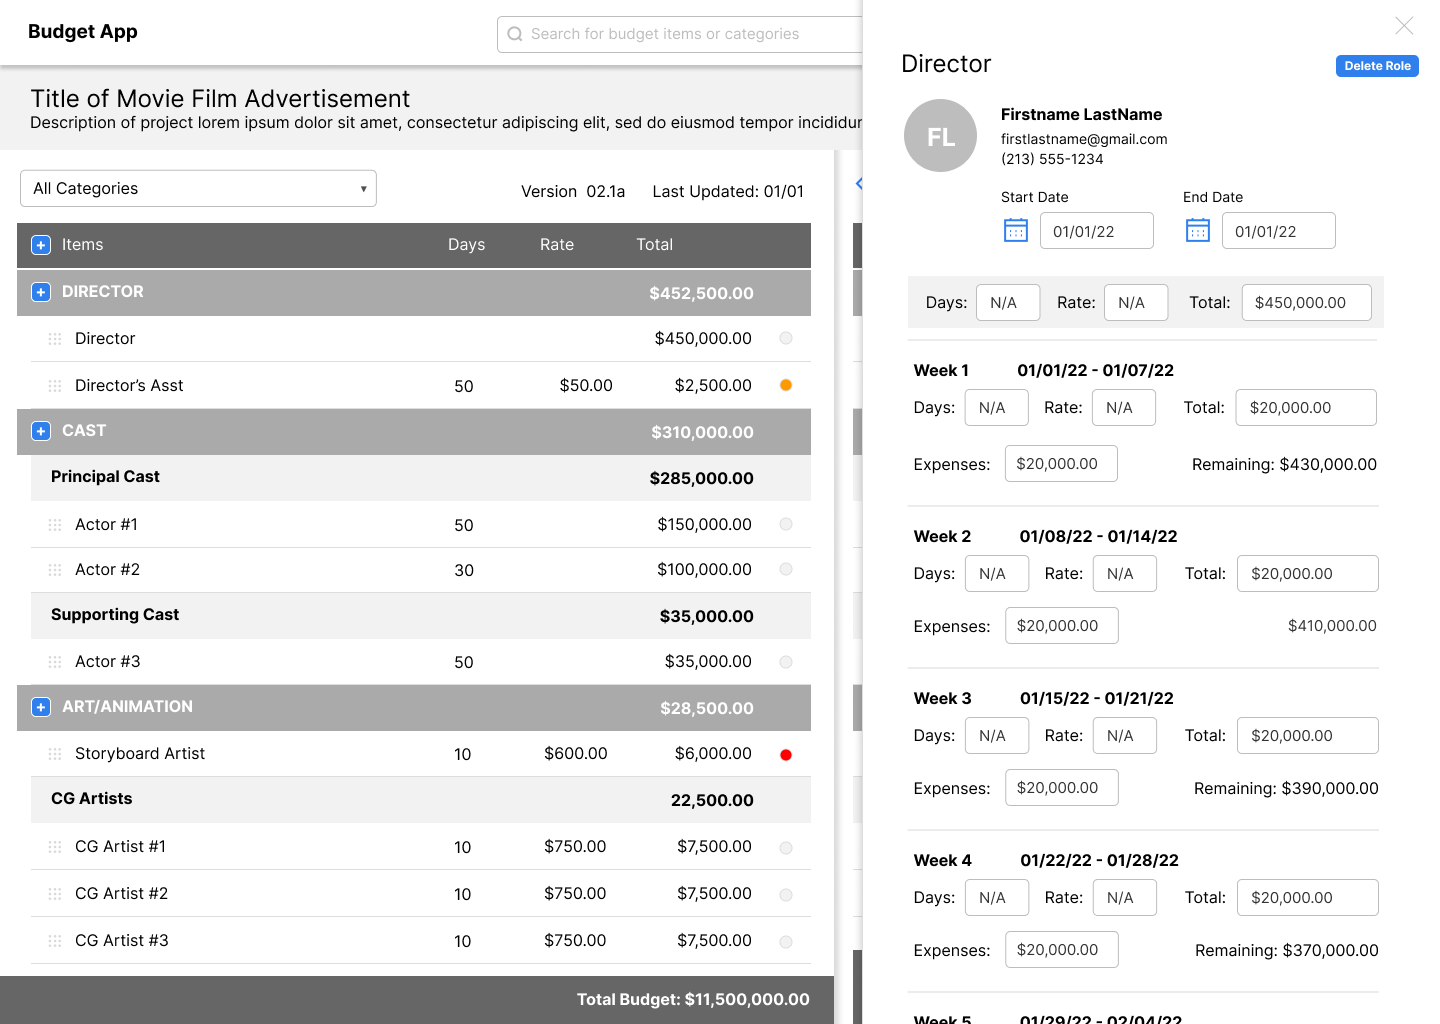 Budget App
Search for budget items or categories
Title of Movie Film Advertisement
Description of project lorem ipsum dolor sit amet, consectetur adipiscing elit, sed do eiusmod tempor incididun
All Categories
Version 02.1a Last Updated: 01/01
Items Days Rate Total
DIRECTOR $452,500.00
Director $450,000.00
Director’s Asst 50 $50.00 $2,500.00
CAST $310,000.00
Principal Cast $285,000.00
Actor #1 50 $150,000.00
Actor #2 30 $100,000.00
Supporting Cast $35,000.00
Actor #3 50 $35,000.00
ART/ANIMATION $28,500.00
Storyboard Artist 10 $600.00 $6,000.00
CG Artists 22,500.00
CG Artist #1 10 $750.00 $7,500.00
CG Artist #2 10 $750.00 $7,500.00
CG Artist #3 10 $750.00 $7,500.00
Total Budget: $11,500,000.00
Director
Delete Role
FL
Firstname LastName
firstlastname@gmail.com
(213) 555-1234
Start Date End Date
01/01/22 01/01/22
Days: N/A Rate: N/A Total: $450,000.00
Week 1 01/01/22 - 01/07/22
Days: N/A Rate: N/A Total: $20,000.00
Expenses: $20,000.00 Remaining: $430,000.00
Week 2 01/08/22 - 01/14/22
Days: N/A Rate: N/A Total: $20,000.00
Expenses: $20,000.00 $410,000.00
Week 3 01/15/22 - 01/21/22
Days: N/A Rate: N/A Total: $20,000.00
Expenses: $20,000.00 Remaining: $390,000.00
Week 4 01/22/22 - 01/28/22
Days: N/A Rate: N/A Total: $20,000.00
Expenses: $20,000.00 Remaining: $370,000.00
Week 5 01/29/22 - 02/04/22